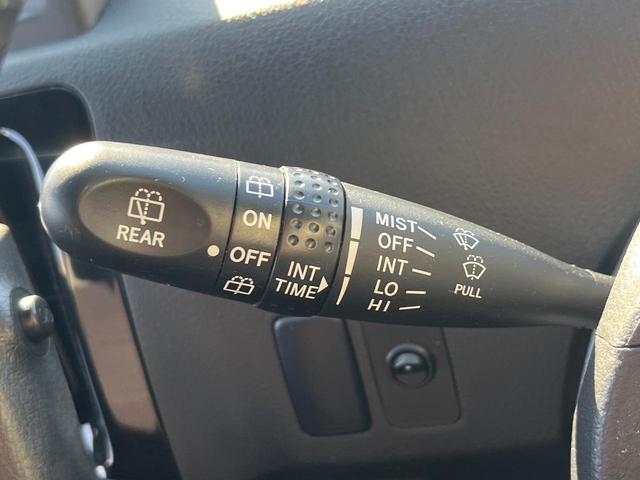 REAR
ON
OFF
INT
TIME
MIST
OFF
INT
LO
HI
PULL